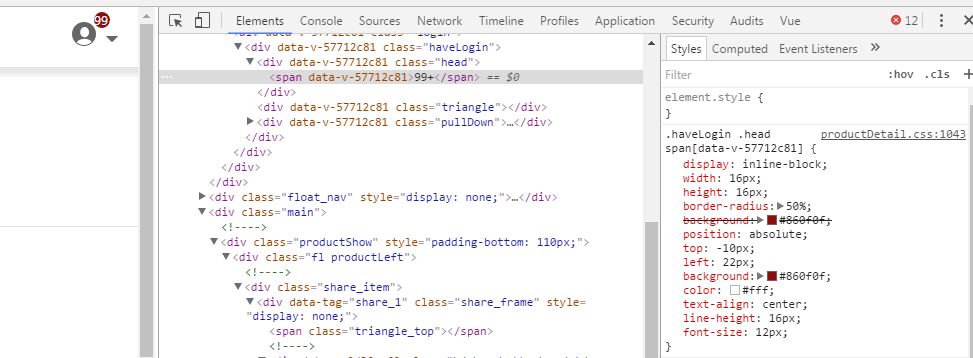 99
Elements Console Sources Network Timeline Profiles Application Security Audits Vue 12
<div data-v-57712c81 class="haveLogin">
<div data-v-57712c81 class="head">
… <span data-v-57712c81>99+</span> == $0
</div>
<div data-v-57712c81 class="triangle"></div>
<div data-v-57712c81 class="pullDown">…</div>
</div>
</div>
</div>
</div>
<div class="float_nav" style="display: none;">…</div>
<div class="main">
<!---->
<div class="productShow" style="padding-bottom: 110px;">
<div class="fl productLeft">
<!---->
<div class="share_item">
<div data-tag="share_1" class="share_frame" style=
"display: none;">
<span class="triangle_top"></span>
<!---->
Styles Computed Event Listeners »
Filter :hov .cls +
element.style {
}
.haveLogin .head productDetail.css:1043
span[data-v-57712c81] {
display: inline-block;
width: 16px;
height: 16px;
border-radius: 50%;
background: #860f0f;
position: absolute;
top: -10px;
left: 22px;
background: #860f0f;
color: #fff;
text-align: center;
line-height: 16px;
font-size: 12px;
}